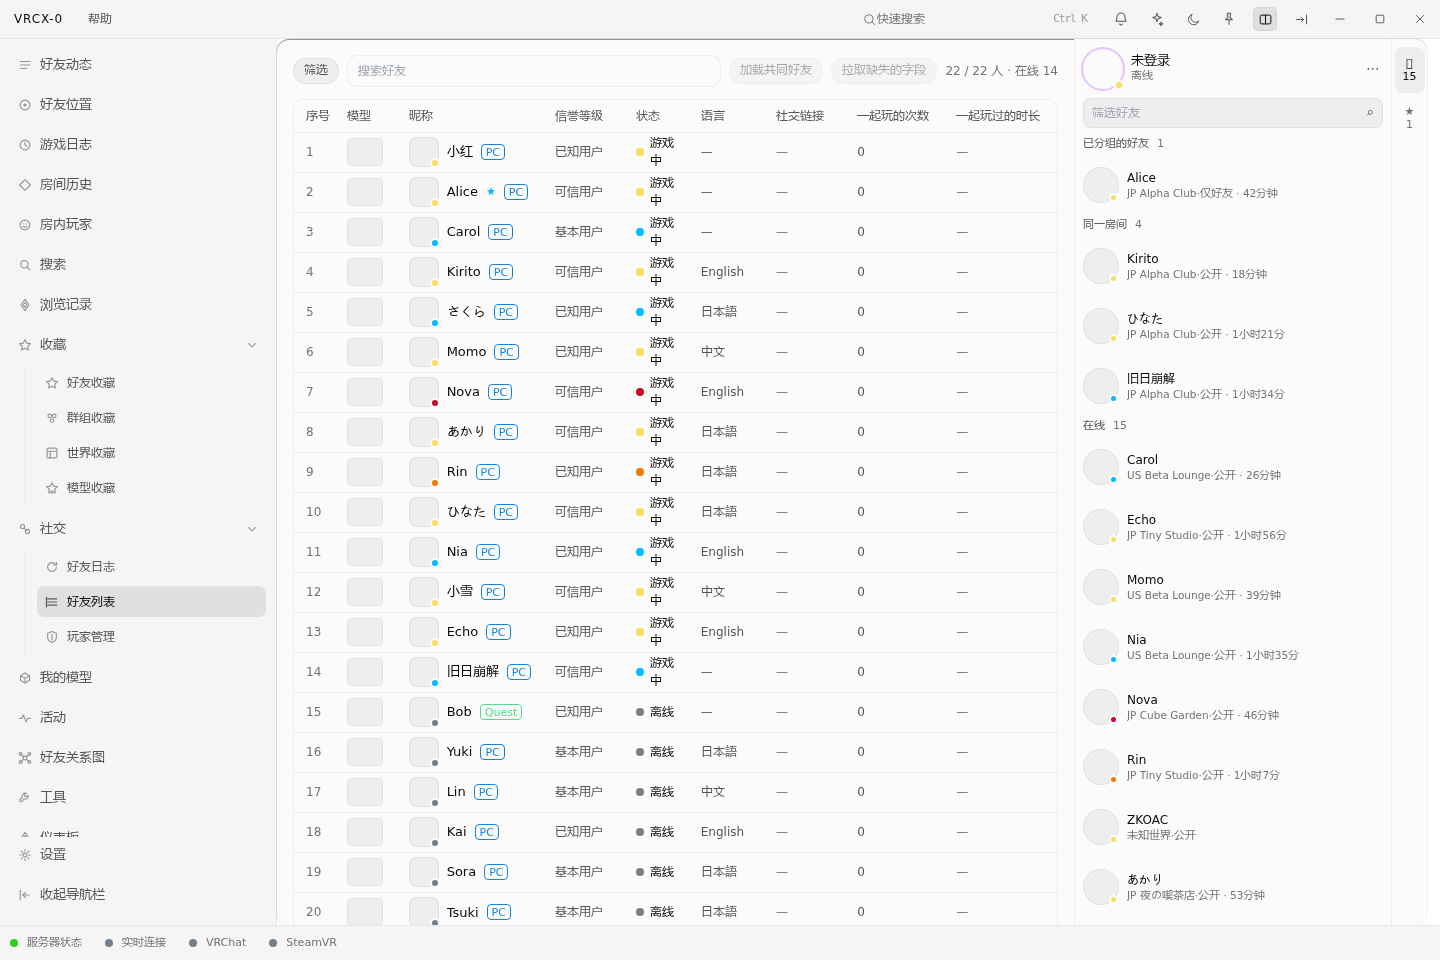 VRCX-0 帮助 快速搜索 Ctrl K
好友动态
好友位置
游戏日志
房间历史
房内玩家
搜索
浏览记录
收藏
好友收藏
群组收藏
世界收藏
模型收藏
社交
好友日志
好友列表
玩家管理
我的模型
活动
好友关系图
工具
仪表板
设置
收起导航栏
筛选 搜索好友 加载共同好友 拉取缺失的字段 22 / 22 人 · 在线 14
序号 模型 昵称 信誉等级 状态 语言 社交链接 一起玩的次数 一起玩过的时长
1 小红 PC 已知用户 游戏中 — — 0 —
2 Alice ★ PC 可信用户 游戏中 — — 0 —
3 Carol PC 基本用户 游戏中 — — 0 —
4 Kirito PC 可信用户 游戏中 English — 0 —
5 さくら PC 已知用户 游戏中 日本語 — 0 —
6 Momo PC 已知用户 游戏中 中文 — 0 —
7 Nova PC 可信用户 游戏中 English — 0 —
8 あかり PC 可信用户 游戏中 日本語 — 0 —
9 Rin PC 已知用户 游戏中 日本語 — 0 —
10 ひなた PC 可信用户 游戏中 日本語 — 0 —
11 Nia PC 已知用户 游戏中 English — 0 —
12 小雪 PC 可信用户 游戏中 中文 — 0 —
13 Echo PC 已知用户 游戏中 English — 0 —
14 旧日崩解 PC 可信用户 游戏中 — — 0 —
15 Bob Quest 已知用户 离线 — — 0 —
16 Yuki PC 基本用户 离线 日本語 — 0 —
17 Lin PC 基本用户 离线 中文 — 0 —
18 Kai PC 已知用户 离线 English — 0 —
19 Sora PC 基本用户 离线 日本語 — 0 —
20 Tsuki PC 基本用户 离线 日本語 — 0 —
未登录
离线
筛选好友
已分组的好友 1
Alice
JP Alpha Club·仅好友 · 42分钟
同一房间 4
Kirito
JP Alpha Club·公开 · 18分钟
ひなた
JP Alpha Club·公开 · 1小时21分
旧日崩解
JP Alpha Club·公开 · 1小时34分
在线 15
Carol
US Beta Lounge·公开 · 26分钟
Echo
JP Tiny Studio·公开 · 1小时56分
Momo
US Beta Lounge·公开 · 39分钟
Nia
US Beta Lounge·公开 · 1小时35分
Nova
JP Cube Garden·公开 · 46分钟
Rin
JP Tiny Studio·公开 · 1小时7分
ZKOAC
未知世界·公开
あかり
JP 夜の喫茶店·公开 · 53分钟
15
★
1
服务器状态 实时连接 VRChat SteamVR